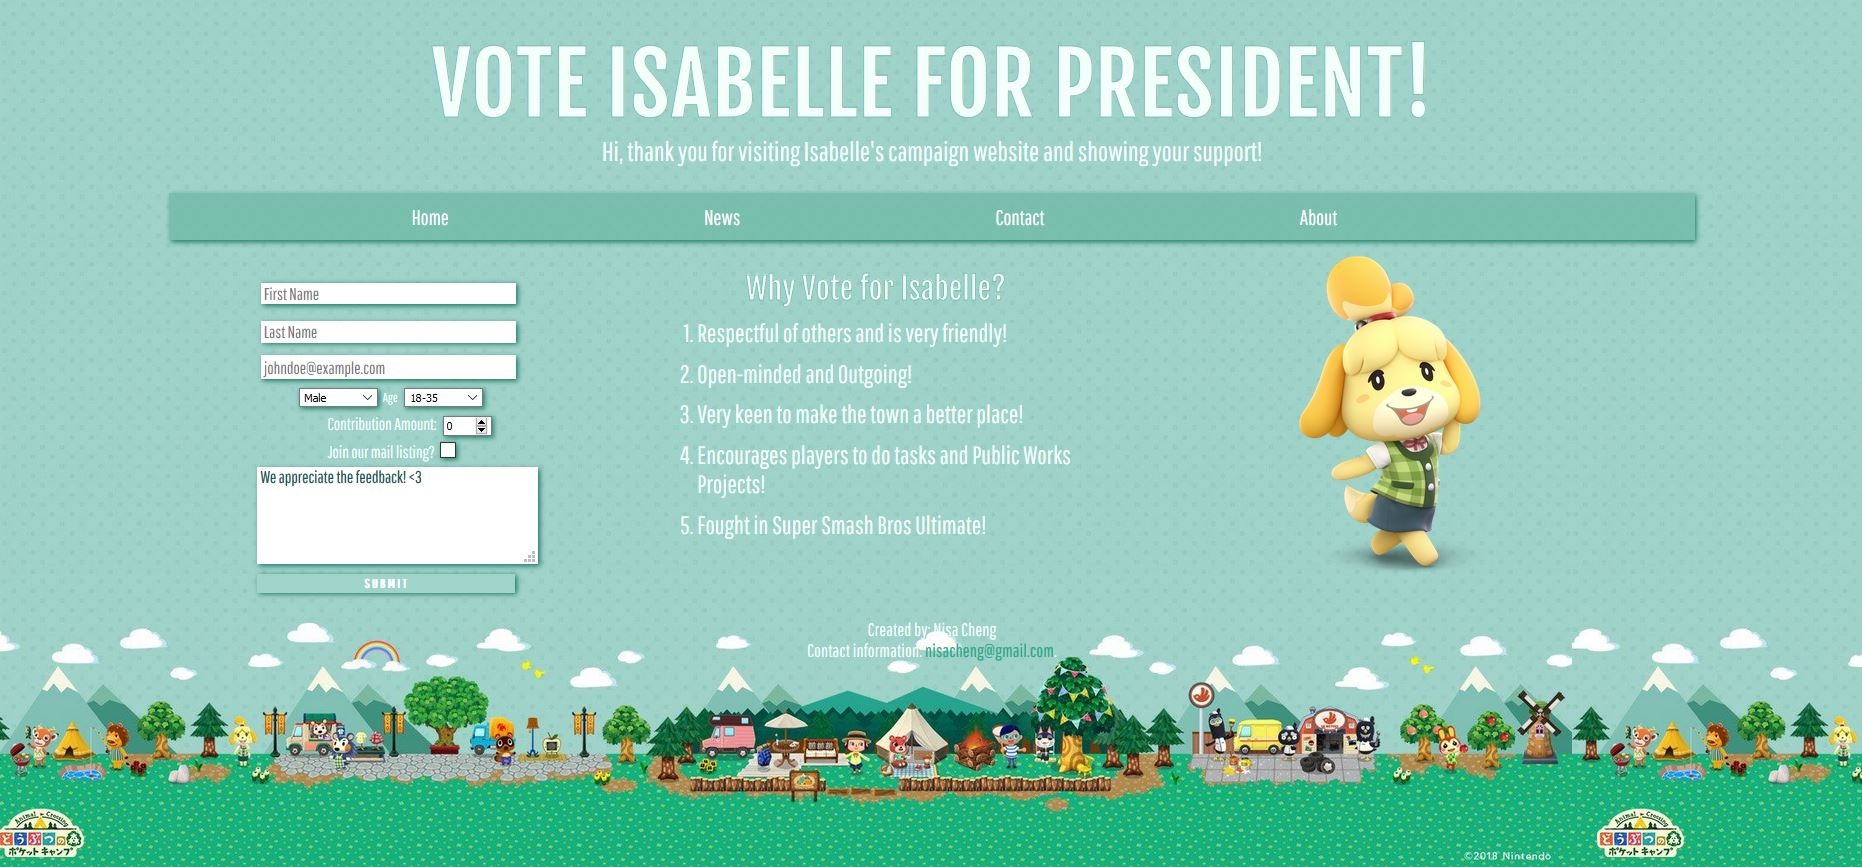 VOTE ISABELLE FOR PRESIDENT!
Hi, thank you for visiting Isabelle's campaign website and showing your support!
Home
News
Contact
About
First Name
Last Name
johndoe@example.com
Male Age 18-35
Contribution Amount: 0
Join our mail listing?
We appreciate the feedback! <3
SUBMIT
Why Vote for Isabelle?
1. Respectful of others and is very friendly!
2. Open-minded and Outgoing!
3. Very keen to make the town a better place!
4. Encourages players to do tasks and Public Works
Projects!
5. Fought in Super Smash Bros Ultimate!
Created by: Nisa Cheng
Contact information: nisacheng@gmail.com.
Animal Crossing
どうぶつの森
ポケット キャンプ
©2018 Nintendo
Animal Crossing
どうぶつの森
ポケット キャンプ